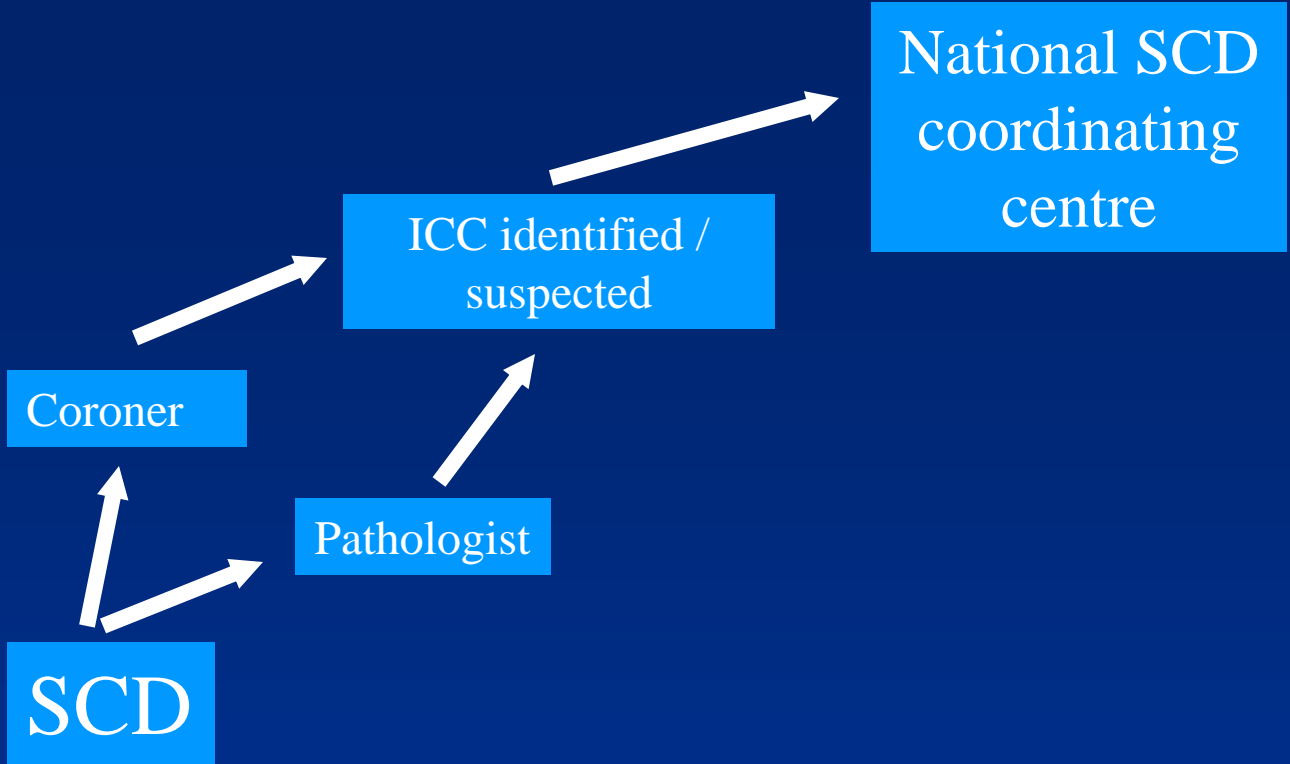 National SCD
coordinating
centre
ICC identified /
suspected
Coroner
Pathologist
SCD